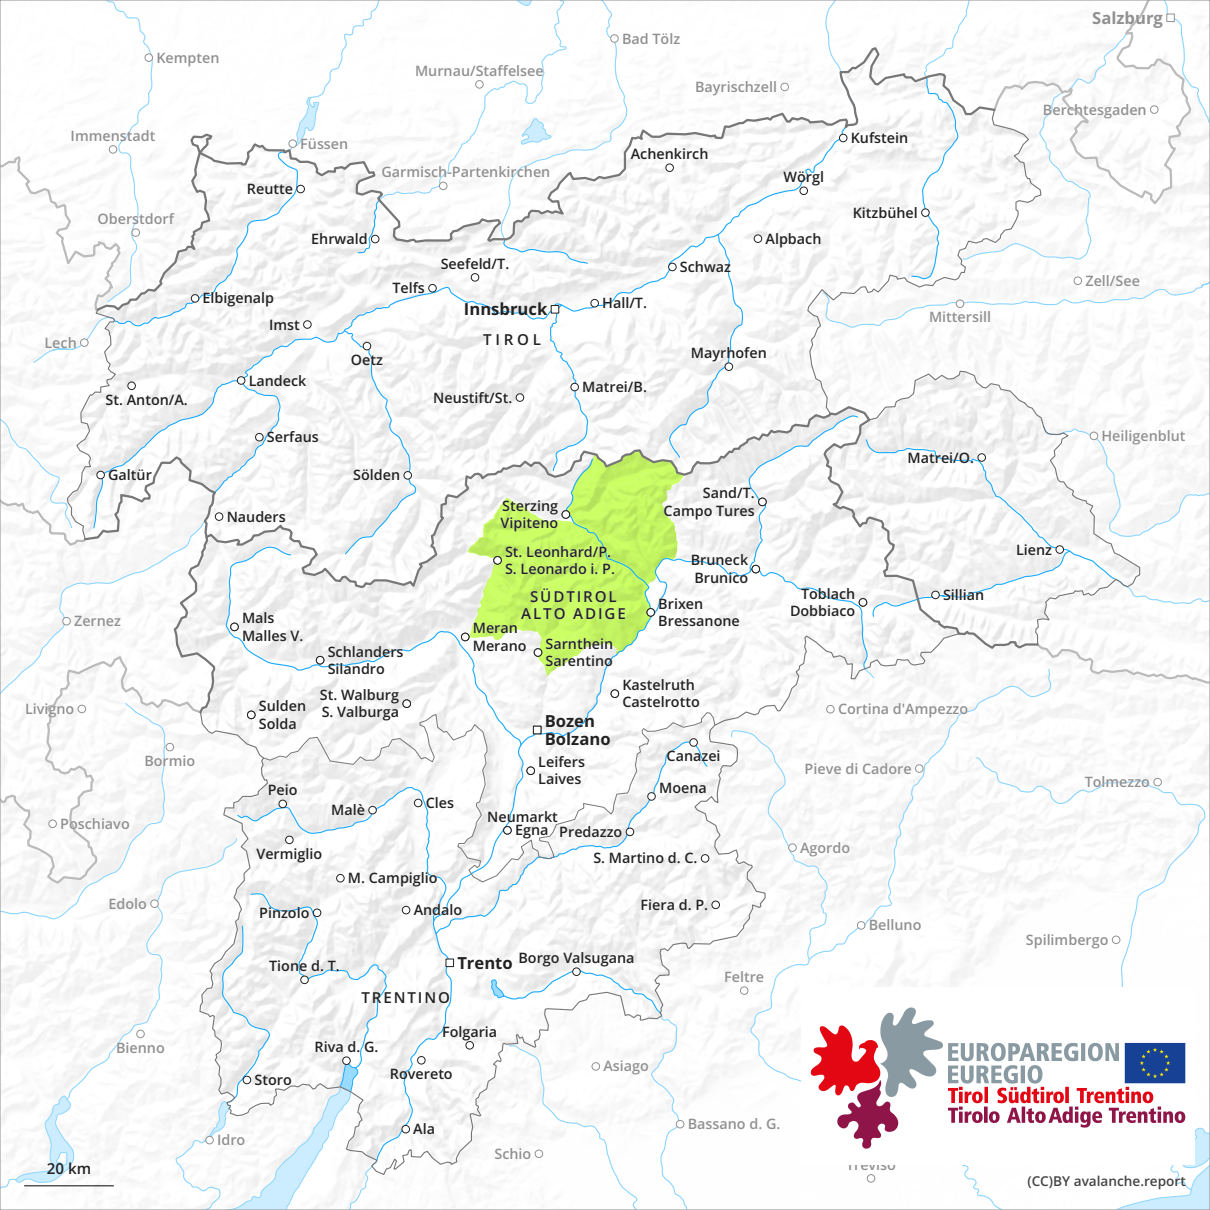 Salzburg
Bad Tölz
Kempten
Murnau/Staffelsee
Bayrischzell
Berchtesgaden
Immenstadt
Füssen
Kufstein
Achenkirch
Garmisch-Partenkirchen
Wörgl
Reutte
Oberstdorf
Kitzbühel
Ehrwald
Alpbach
Seefeld/T.
Schwaz
Zell/See
Telfs
Elbigenalp
Hall/T.
Innsbruck
Mittersill
Imst
TIROL
Lech
Oetz
Mayrhofen
Landeck
Matrei/B.
St. Anton/A.
Neustift/St.
Serfaus
Heiligenblut
Matrei/O.
Galtür
Sölden
Sand/T.
Campo Tures
Sterzing
Vipiteno
Nauders
St. Leonhard/P.
S. Leonardo i. P.
Lienz
Bruneck
Brunico
SÜDTIROL
ALTO ADIGE
Toblach
Dobbiaco
Sillian
Brixen
Bressanone
Zernez
Mals
Malles V.
Meran
Merano
Sarnthein
Sarentino
Schlanders
Silandro
Kastelruth
Castelrotto
St. Walburg
S. Valburga
Livigno
Sulden
Solda
Cortina d'Ampezzo
Bozen
Bolzano
Bormio
Canazei
Leifers
Laives
Pieve di Cadore
Tolmezzo
Peio
Moena
Malè
Cles
Neumarkt
Egna
Predazzo
Poschiavo
Vermiglio
S. Martino d. C.
Agordo
M. Campiglio
Edolo
Pinzolo
Andalo
Fiera d. P.
Belluno
Spilimbergo
Trento
Borgo Valsugana
Tione d. T.
Feltre
TRENTINO
Folgaria
Bienno
Riva d. G.
Rovereto
Asiago
Storo
EUROPAREGION
EUREGIO
Tirol Südtirol Trentino
Tirolo Alto Adige Trentino
Ala
Bassano d. G.
Idro
Schio
Treviso
20 km
(CC)BY avalanche.report